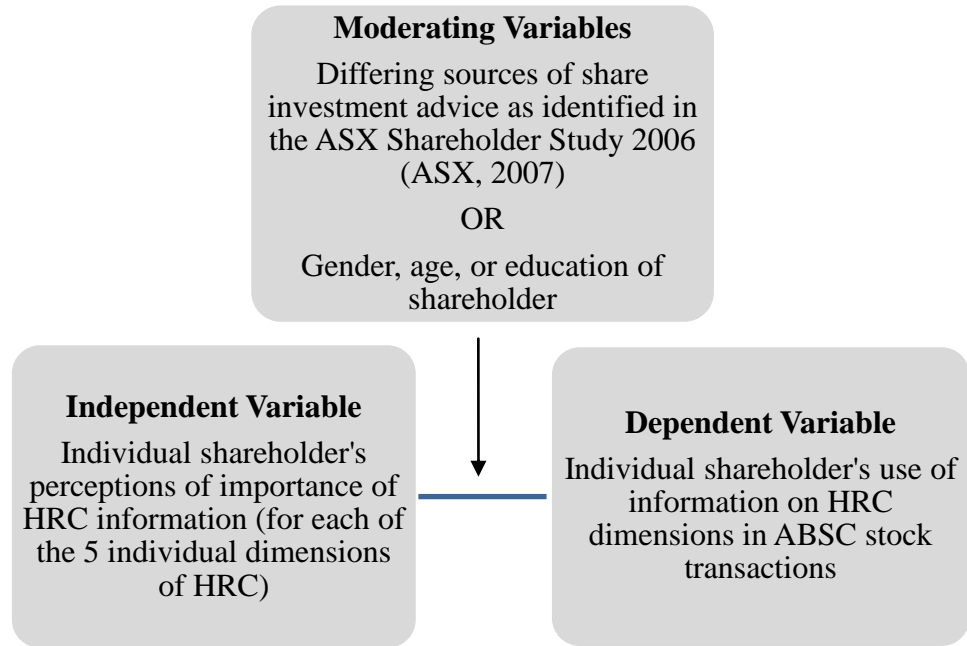 Moderating Variables
Differing sources of share
investment advice as identified in
the ASX Shareholder Study 2006
(ASX, 2007)
OR
Gender, age, or education of
shareholder
Independent Variable
Individual shareholder's
perceptions of importance of
HRC information (for each of
the 5 individual dimensions
of HRC)
Dependent Variable
Individual shareholder's use of
information on HRC
dimensions in ABSC stock
transactions